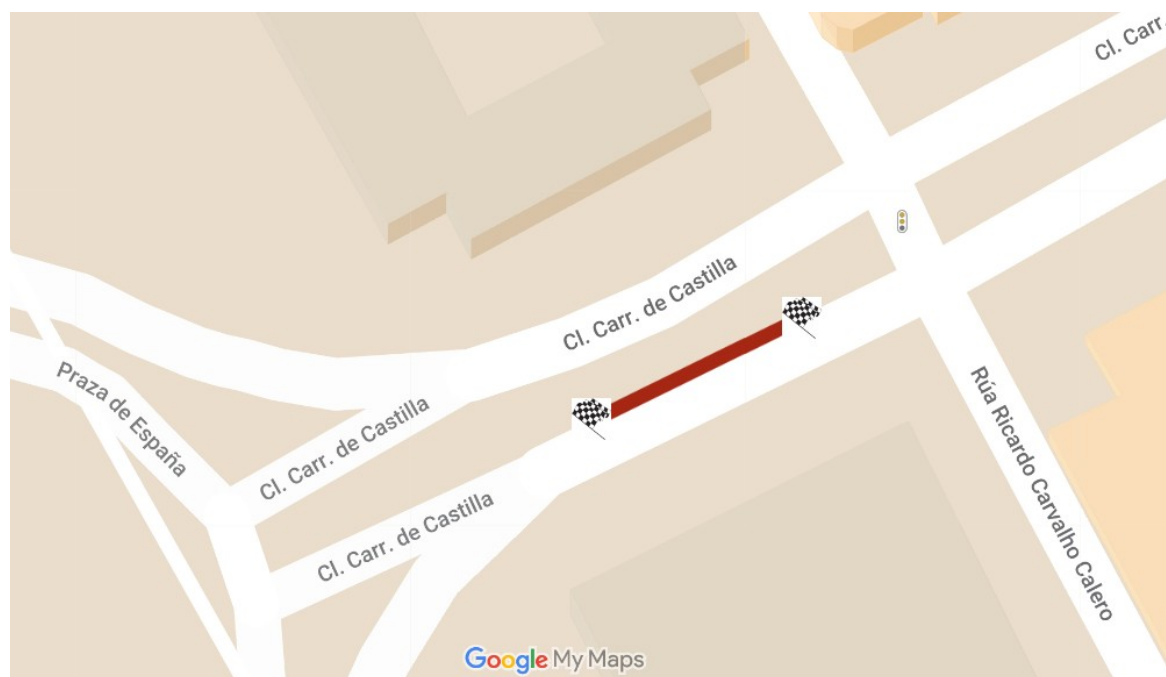 Cl. Carr.
Cl. Carr. de Castilla
Praza de España
Cl. Carr. de Castilla
Rúa Ricardo Carvalho Calero
Cl. Carr. de Castilla
Google My Maps